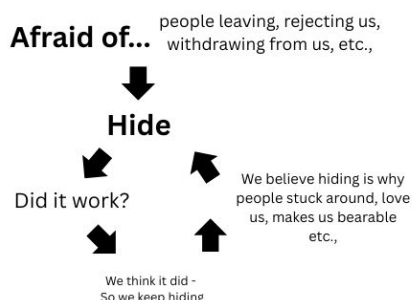 Afraid of... people leaving, rejecting us,
withdrawing from us, etc.,
Hide
Did it work?
We believe hiding is why
people stuck around, love
us, makes us bearable
etc.,
We think it did -
So we keep hiding